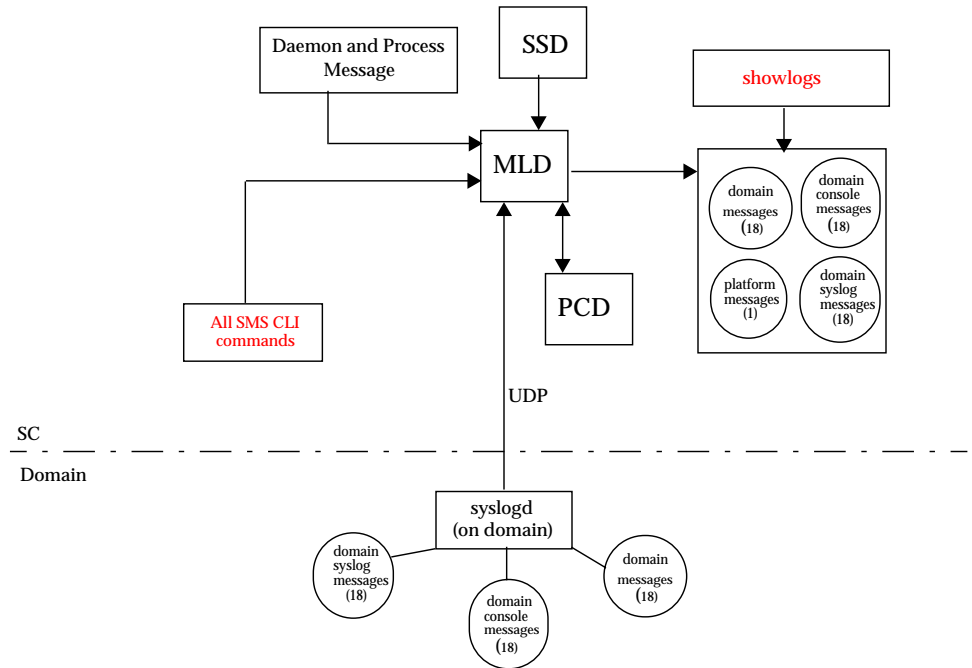 Daemon and Process
Message
SSD
showlogs
MLD
domain
messages
(18)
domain
console
messages
(18)
platform
messages
(1)
domain
syslog
messages
(18)
PCD
All SMS CLI
commands
UDP
SC
Domain
syslogd
(on domain)
domain
syslog
messages
(18)
domain
console
messages
(18)
domain
messages
(18)